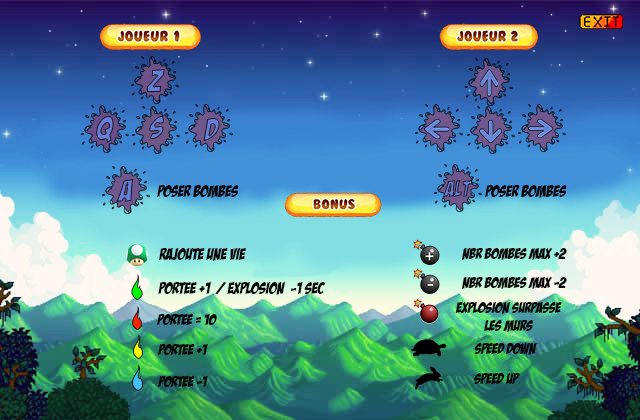 JOUEUR 1
JOUEUR 2
EXIT
Z
Q S D
A POSER BOMBES
ALT POSER BOMBES
BONUS
RAJOUTE UNE VIE
PORTEE +1 / EXPLOSION -1 SEC
PORTEE = 10
PORTEE +1
PORTEE -1
+ NBR BOMBES MAX +2
- NBR BOMBES MAX -2
EXPLOSION SURPASSE
LES MURS
SPEED DOWN
SPEED UP